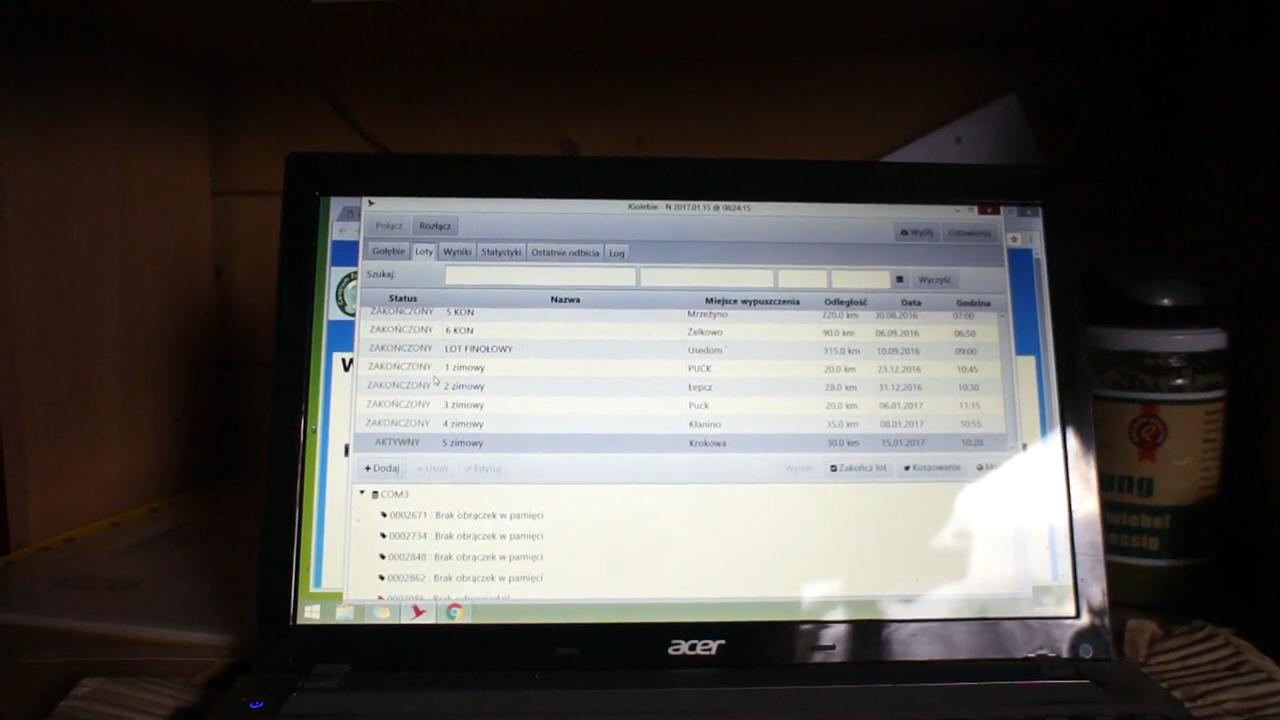 iGolebie - N 2017.01.15 @ 08:24:15
Połącz Rozłącz Wyślij Ustawienia
Gołębie Loty Wyniki Statystyki Ostatnie odbicia Log
Szukaj: Wyczyść
Status Nazwa Miejsce wypuszczenia Odległość Data Godzina
ZAKOŃCZONY 5 KON Mrzeżyno 220.0 km 30.08.2016 07:00
ZAKOŃCZONY 6 KON Żelkowo 90.0 km 06.09.2016 06:50
ZAKOŃCZONY LOT FINOŁOWY Usedom 315.0 km 10.09.2016 09:00
ZAKOŃCZONY 1 zimowy PUCK 20.0 km 23.12.2016 10:45
ZAKOŃCZONY 2 zimowy Łepcz 28.0 km 31.12.2016 10:30
ZAKOŃCZONY 3 zimowy Puck 20.0 km 06.01.2017 11:15
ZAKOŃCZONY 4 zimowy Kłanino 35.0 km 08.01.2017 10:55
AKTYWNY 5 zimowy Krokowa 30.0 km 15.01.2017 10:20
+ Dodaj Usuń Edytuj Wyniki Zakończ lot Koszowanie
COM3
0002671 : Brak obrączek w pamięci
0002734 : Brak obrączek w pamięci
0002848 : Brak obrączek w pamięci
0002862 : Brak obrączek w pamięci
acer